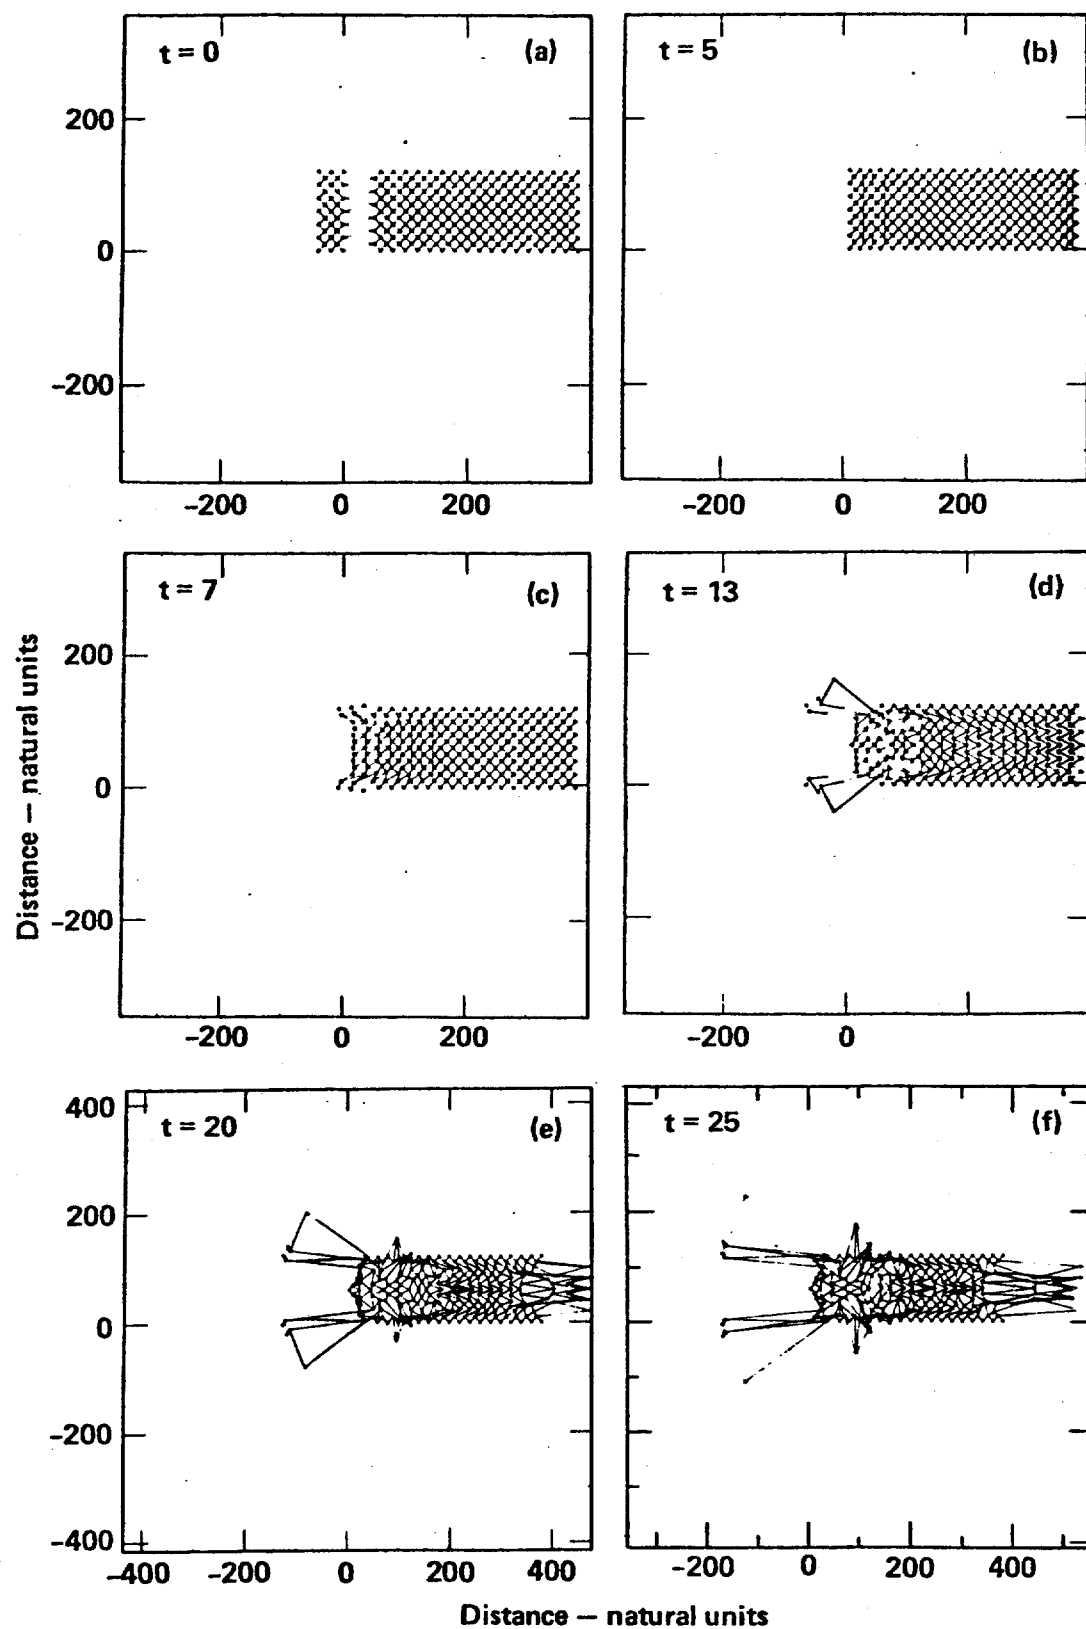 t = 0 (a)
200
0
-200
-200 0 200
t = 5 (b)
-200 0 200
t = 7 (c)
200
0
-200
-200 0 200
t = 13 (d)
-200 0
t = 20 (e)
400
200
0
-200
-400
-400 -200 0 200 400
t = 25 (f)
-200 0 200 400
Distance — natural units
Distance — natural units